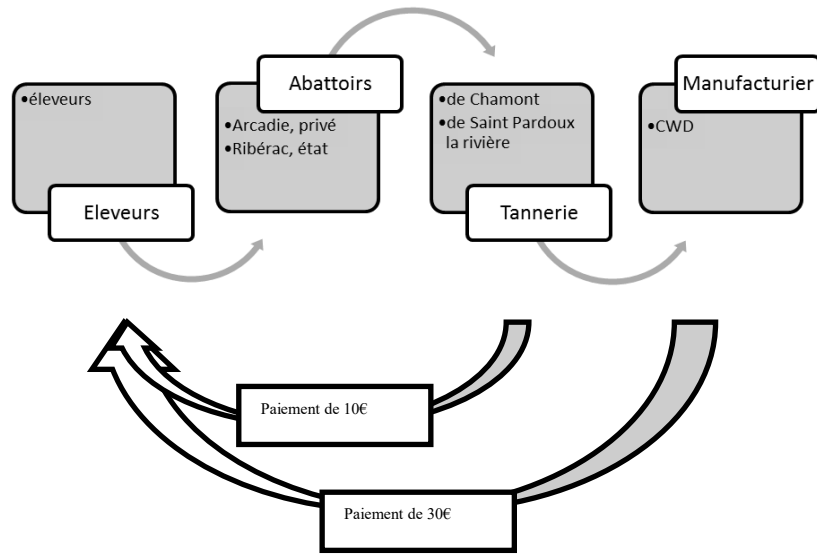 •éleveurs
Eleveurs
Abattoirs
•Arcadie, privé
•Ribérac, état
•de Chamont
•de Saint Pardoux
la rivière
Tannerie
Manufacturier
•CWD
Paiement de 10€
Paiement de 30€